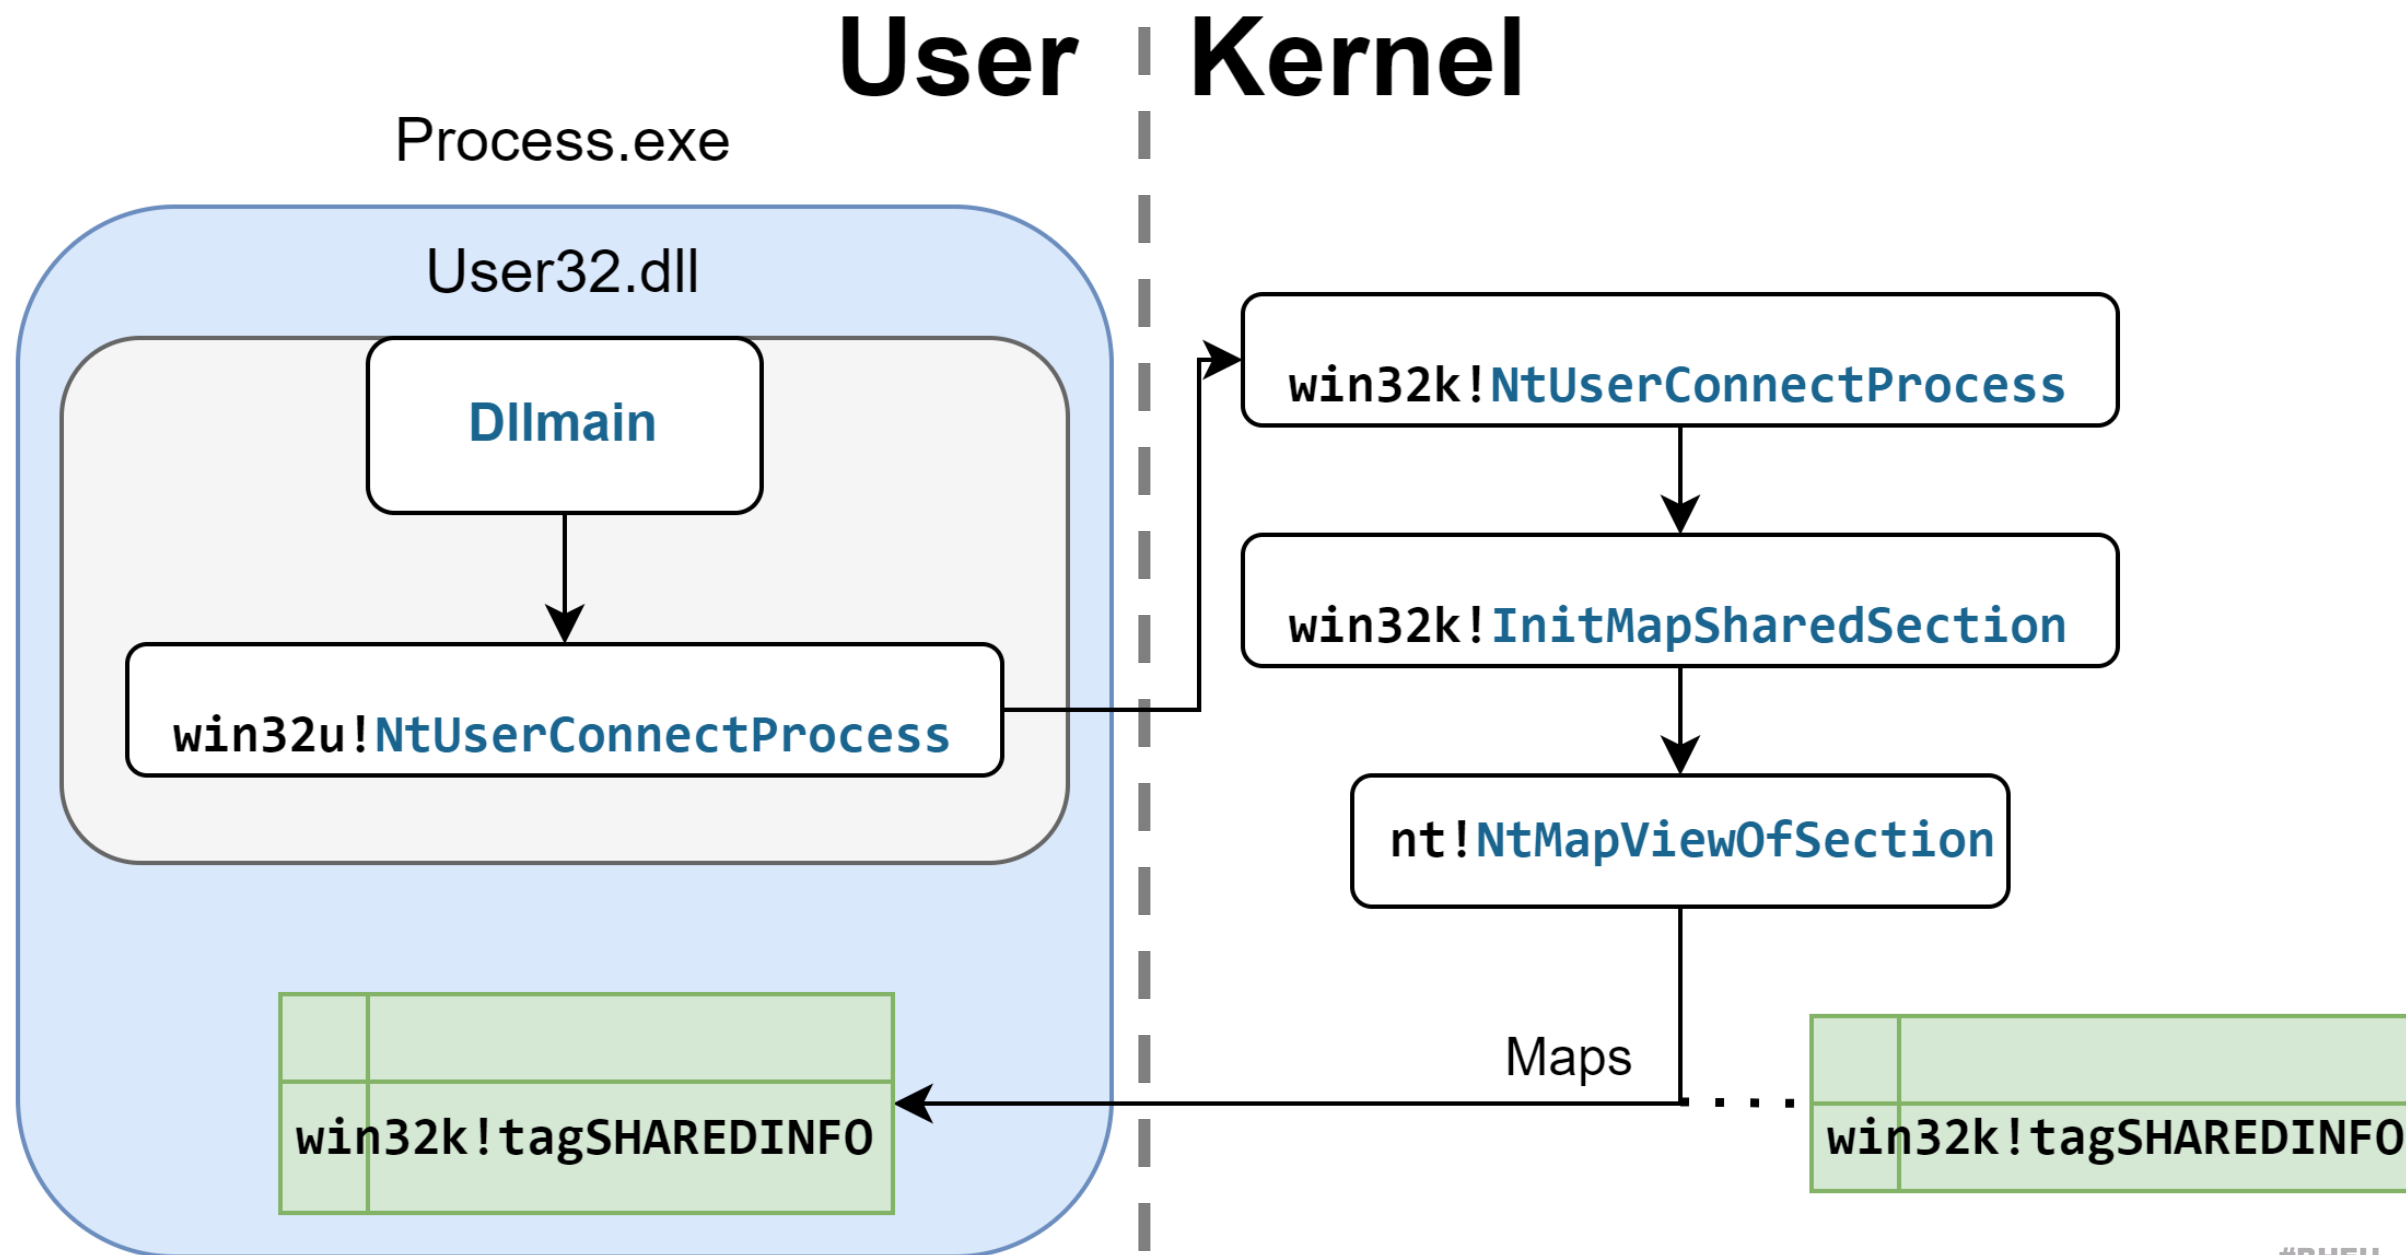 User
Kernel
Process.exe
User32.dll
Dllmain
win32u!NtUserConnectProcess
win32k!NtUserConnectProcess
win32k!InitMapSharedSection
nt!NtMapViewOfSection
Maps
win32k!tagSHAREDINFO
win32k!tagSHAREDINFO